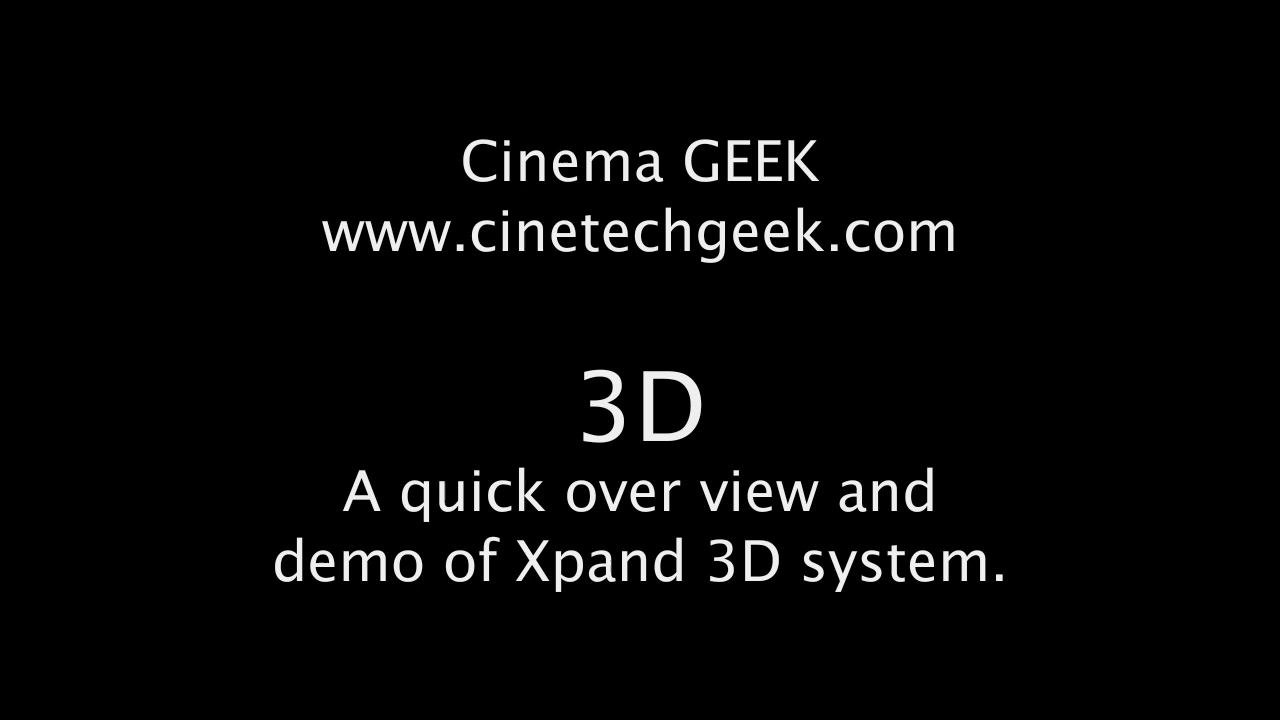 Cinema GEEK
www.cinetechgeek.com
3D
A quick over view and
demo of Xpand 3D system.